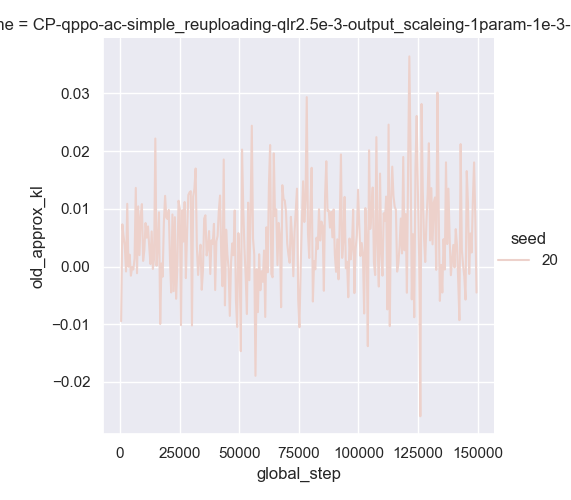 ne = CP-qppo-ac-simple_reuploading-qlr2.5e-3-output_scaleing-1param-1e-3-
0.03
0.02
0.01
0.00
−0.01
−0.02
old_approx_kl
seed
20
0 25000 50000 75000 100000 125000 150000
global_step